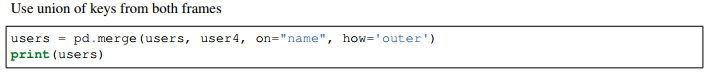 Use union of keys from both frames
users = pd.merge(users, user4, on="name", how='outer')
print(users)